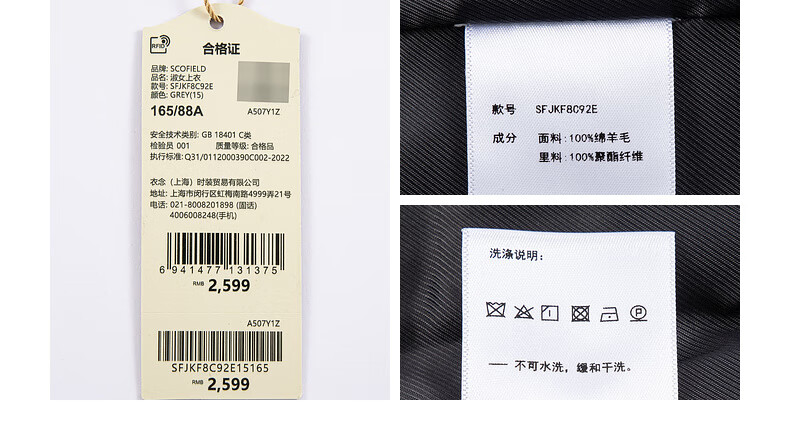 RFID
合格证
品牌: SCOFIELD
品名: 淑女上衣
款号: SFJKF8C92E
颜色: GREY(15)
165/88A
A507Y1Z
安全技术类别: GB 18401 C类
检验员 001 质量等级: 合格品
执行标准: Q31/0112000390C002-2022
衣念（上海）时装贸易有限公司
地址: 上海市闵行区虹梅南路4999弄21号
电话: 021-8008201898 (固话)
4006008248(手机)
6 941477 131375
RMB 2,599
A507Y1Z
SFJKF8C92E15165
RMB 2,599
款号 SFJKF8C92E
成分 面料:100%绵羊毛
里料:100%聚酯纤维
洗涤说明:
P
— 不可水洗，缓和干洗。